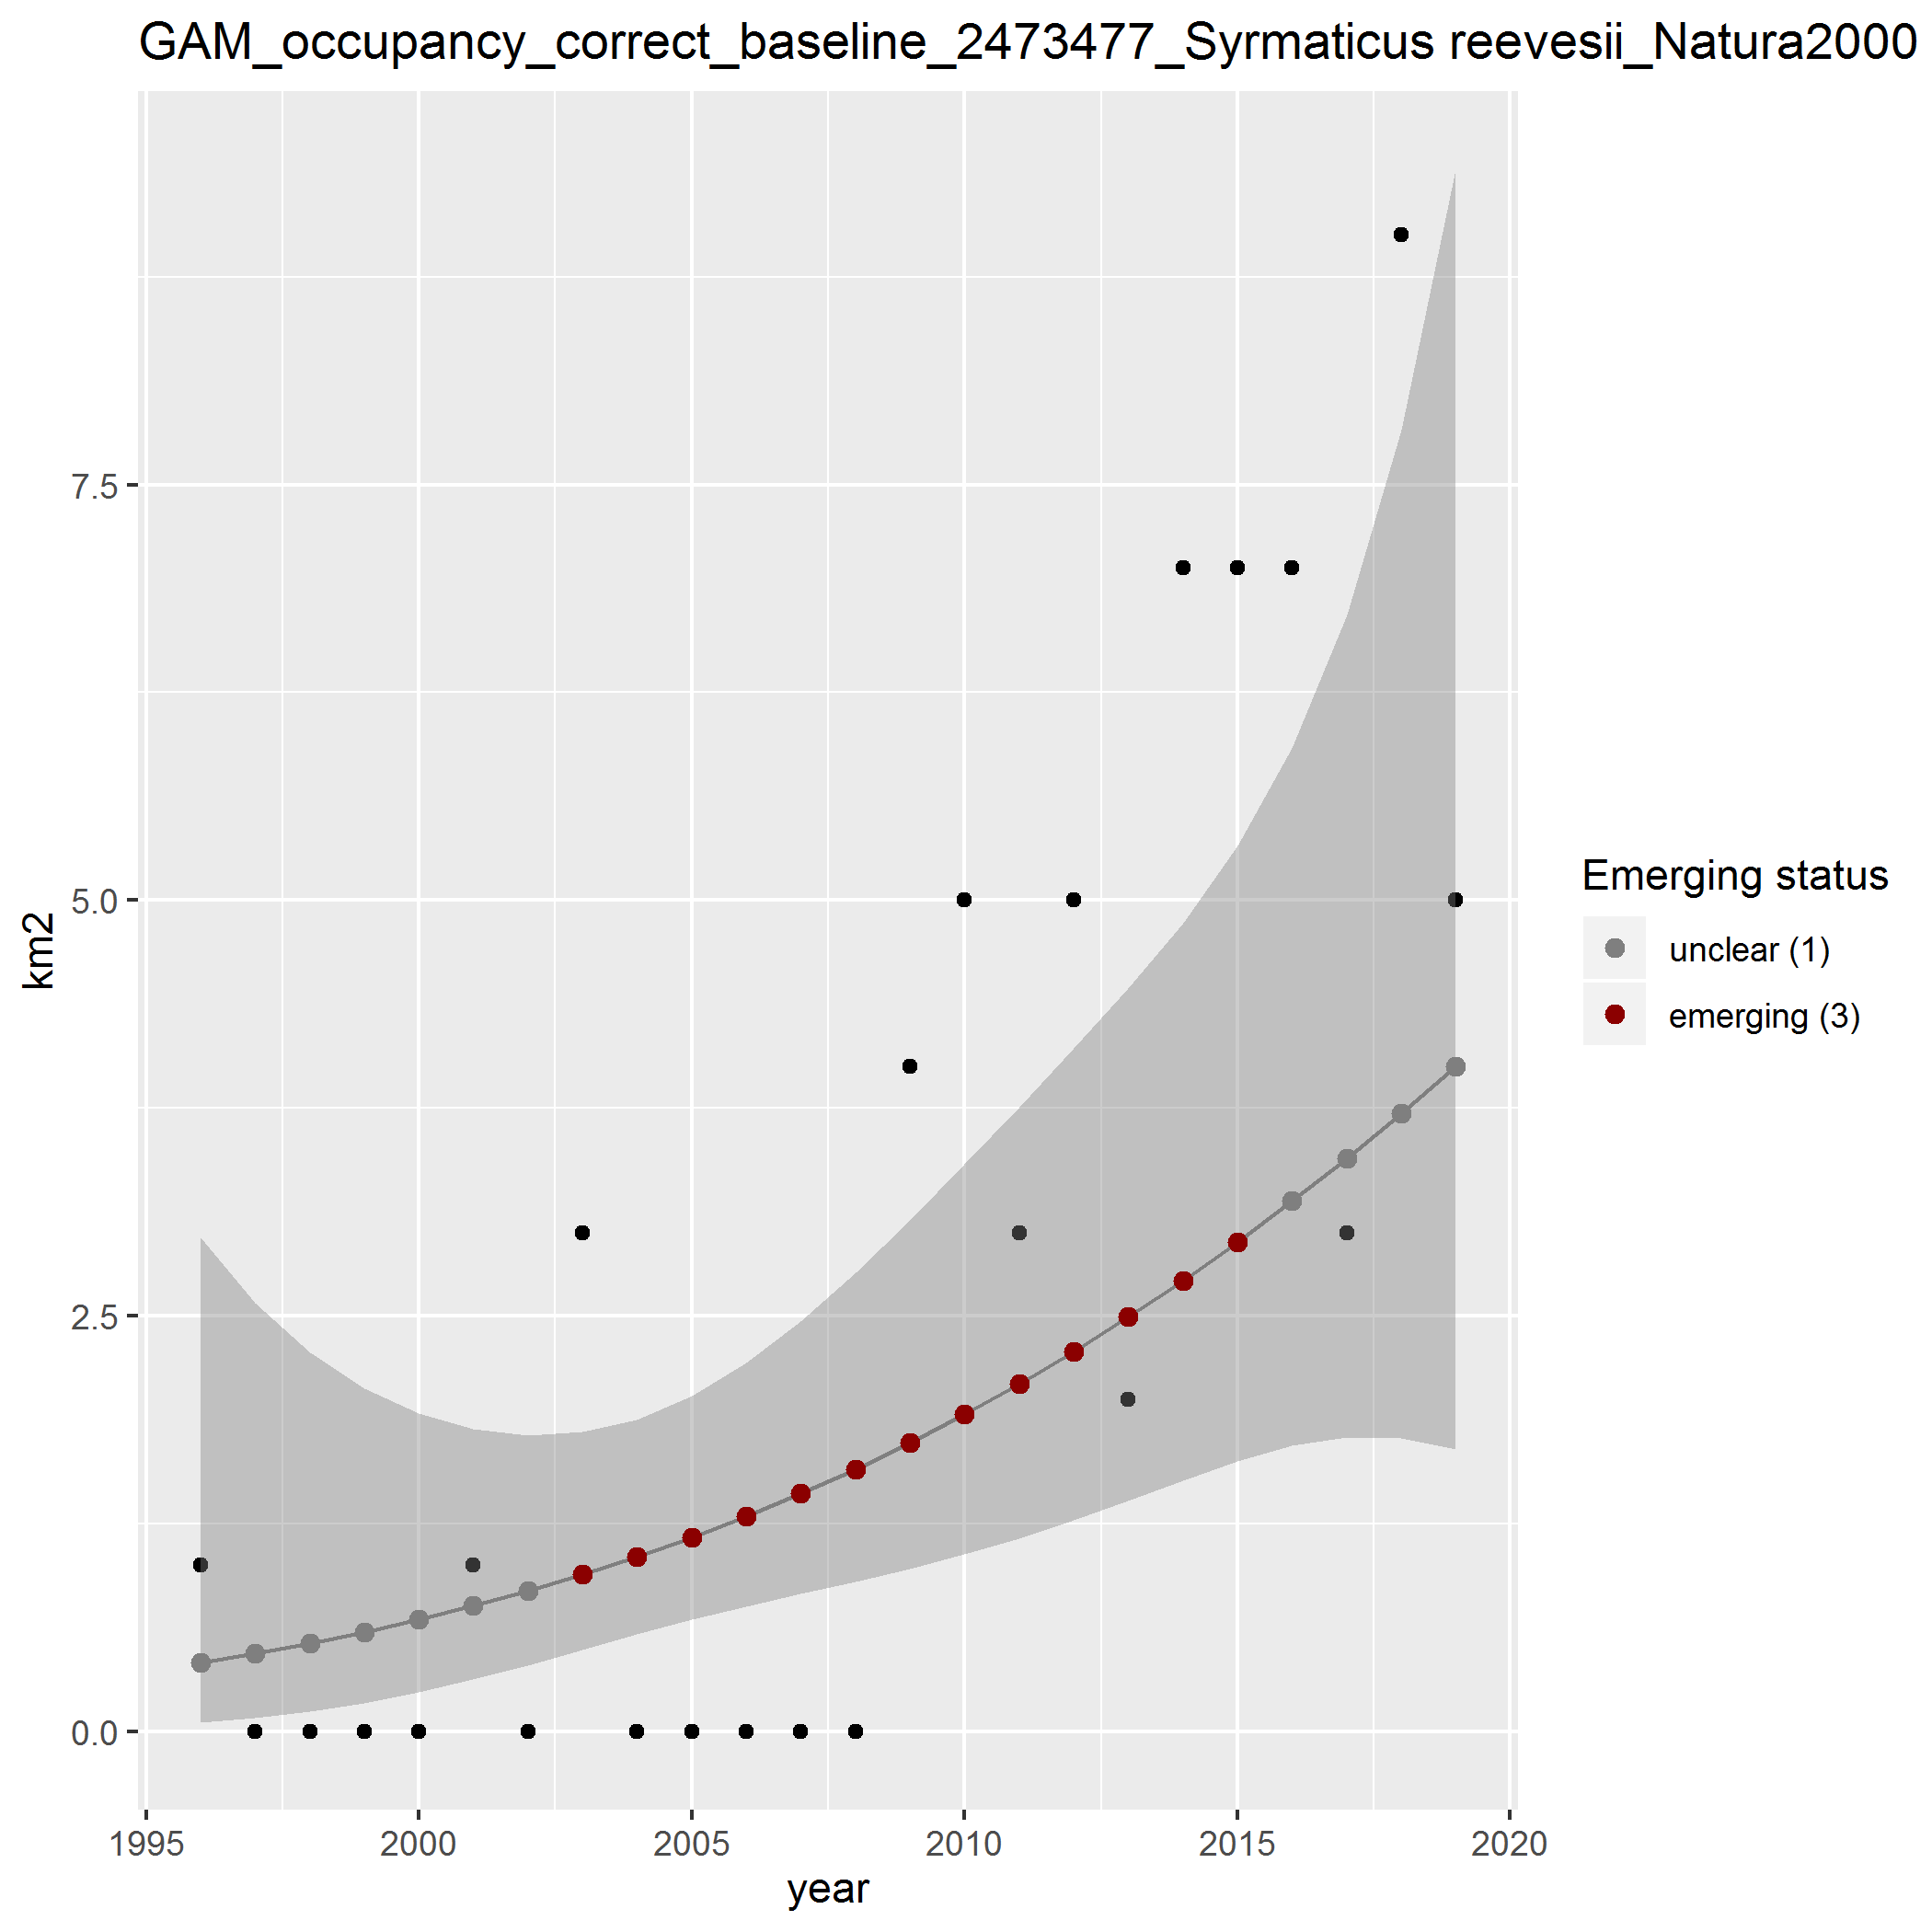 GAM_occupancy_correct_baseline_2473477_Syrmaticus reevesii_Natura2000
7.5
5.0
2.5
0.0
km2
1995 2000 2005 2010 2015 2020
year
Emerging status
unclear (1)
emerging (3)